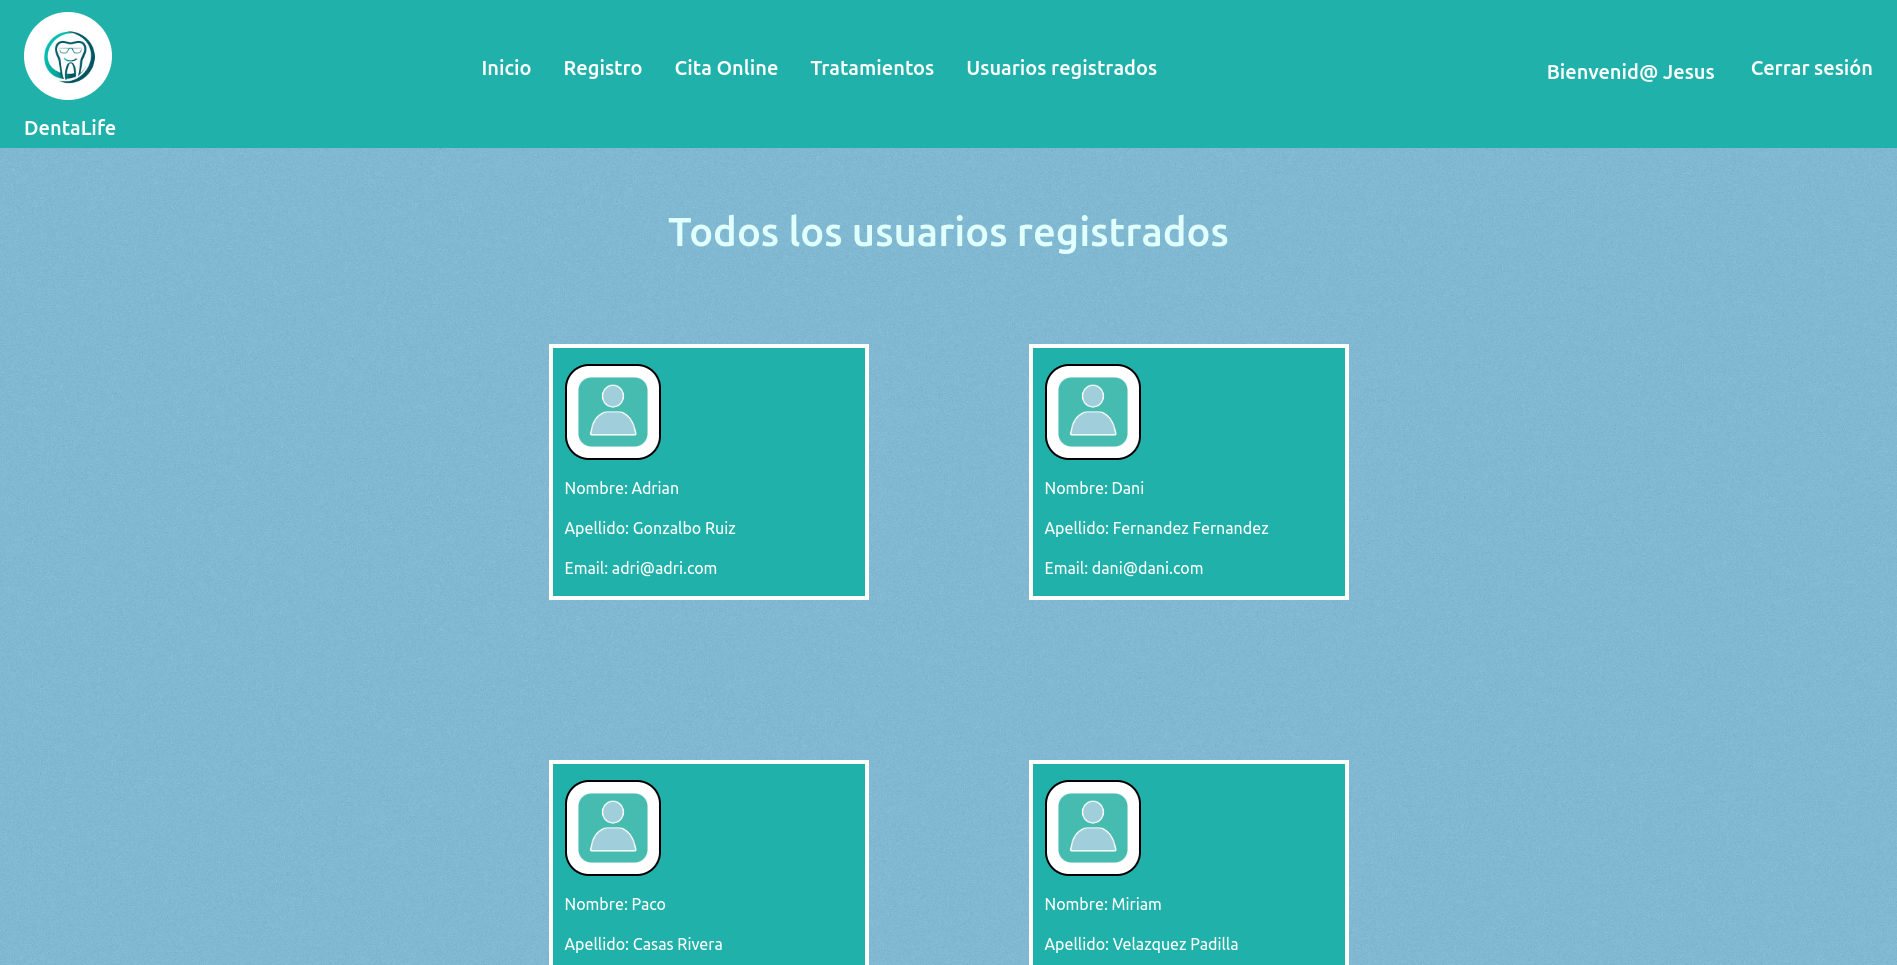 DentaLife
Inicio
Registro
Cita Online
Tratamientos
Usuarios registrados
Bienvenid@ Jesus
Cerrar sesión
Todos los usuarios registrados
Nombre: Adrian
Apellido: Gonzalbo Ruiz
Email: adri@adri.com
Nombre: Dani
Apellido: Fernandez Fernandez
Email: dani@dani.com
Nombre: Paco
Apellido: Casas Rivera
Nombre: Miriam
Apellido: Velazquez Padilla